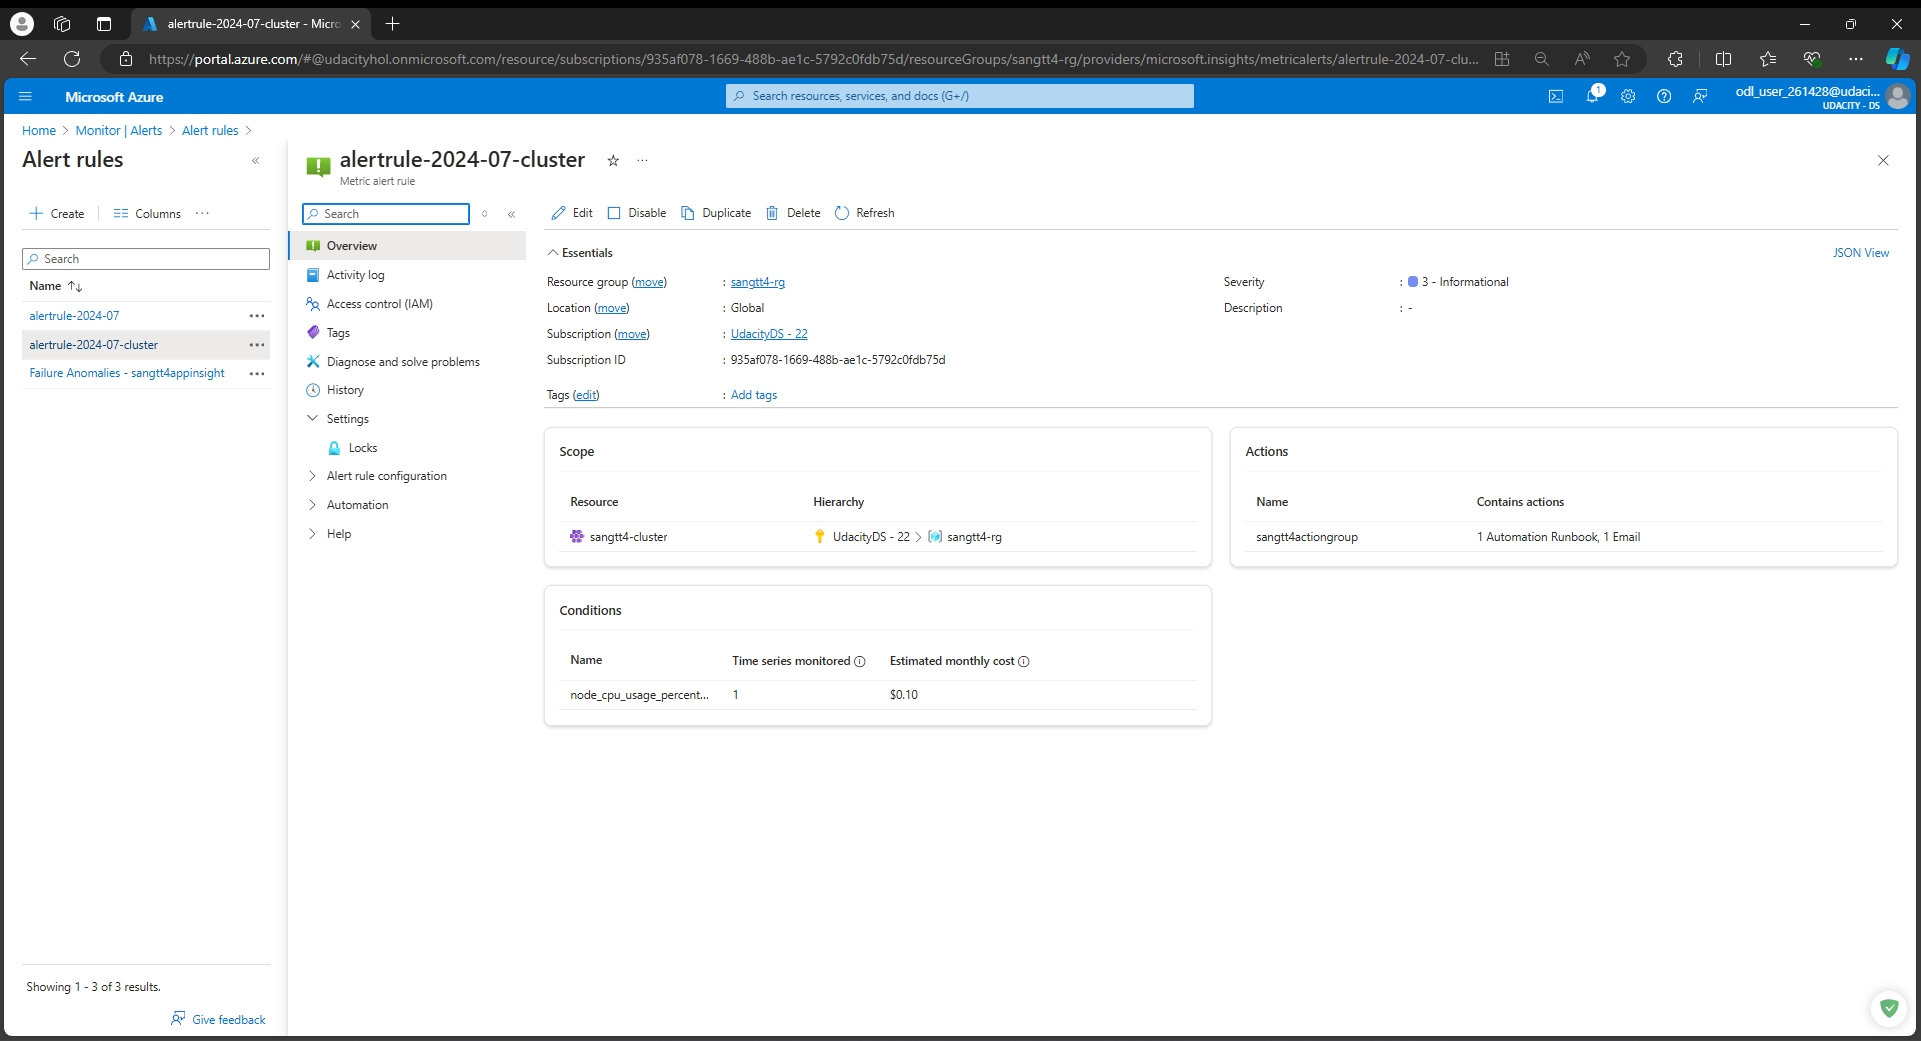 alertrule-2024-07-cluster - Micro
https://portal.azure.com/#@udacityhol.onmicrosoft.com/resource/subscriptions/935af078-1669-488b-ae1c-5792c0fdb75d/resourceGroups/sangtt4-rg/providers/microsoft.insights/metricalerts/alertrule-2024-07-clu...
Microsoft Azure
Search resources, services, and docs (G+/)
1
odl_user_261428@udaci...
UDACITY - DS
Home > Monitor | Alerts > Alert rules >
Alert rules
Create
Columns
Search
Name
alertrule-2024-07
alertrule-2024-07-cluster
Failure Anomalies - sangtt4appinsight
Showing 1 - 3 of 3 results.
Give feedback
alertrule-2024-07-cluster
Metric alert rule
Search
Overview
Activity log
Access control (IAM)
Tags
Diagnose and solve problems
History
Settings
Locks
Alert rule configuration
Automation
Help
Edit
Disable
Duplicate
Delete
Refresh
Essentials
JSON View
Resource group (move) : sangtt4-rg
Location (move) : Global
Subscription (move) : UdacityDS - 22
Subscription ID : 935af078-1669-488b-ae1c-5792c0fdb75d
Tags (edit) : Add tags
Severity : 3 - Informational
Description : -
Scope
Resource Hierarchy
sangtt4-cluster UdacityDS - 22 > sangtt4-rg
Actions
Name Contains actions
sangtt4actiongroup 1 Automation Runbook, 1 Email
Conditions
Name Time series monitored Estimated monthly cost
node_cpu_usage_percent... 1 $0.10